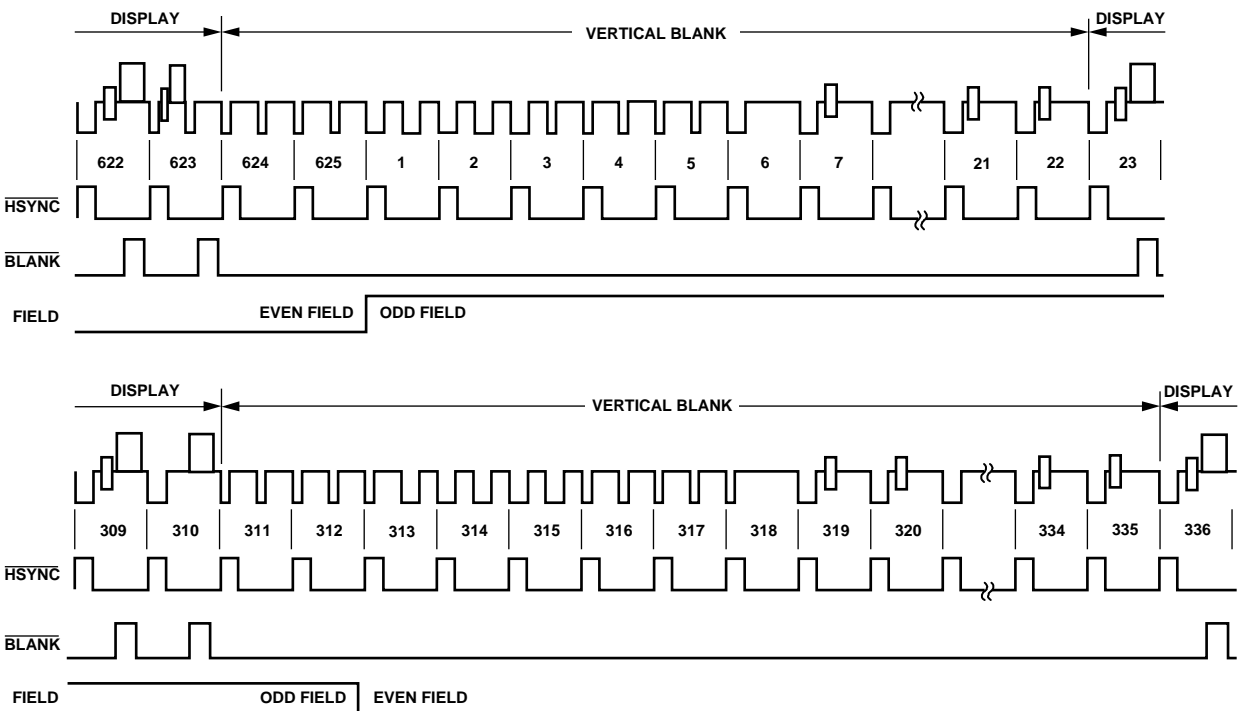 DISPLAY VERTICAL BLANK DISPLAY
622 623 624 625 1 2 3 4 5 6 7 21 22 23
HSYNC
BLANK
FIELD EVEN FIELD ODD FIELD
DISPLAY VERTICAL BLANK DISPLAY
309 310 311 312 313 314 315 316 317 318 319 320 334 335 336
HSYNC
BLANK
FIELD ODD FIELD EVEN FIELD